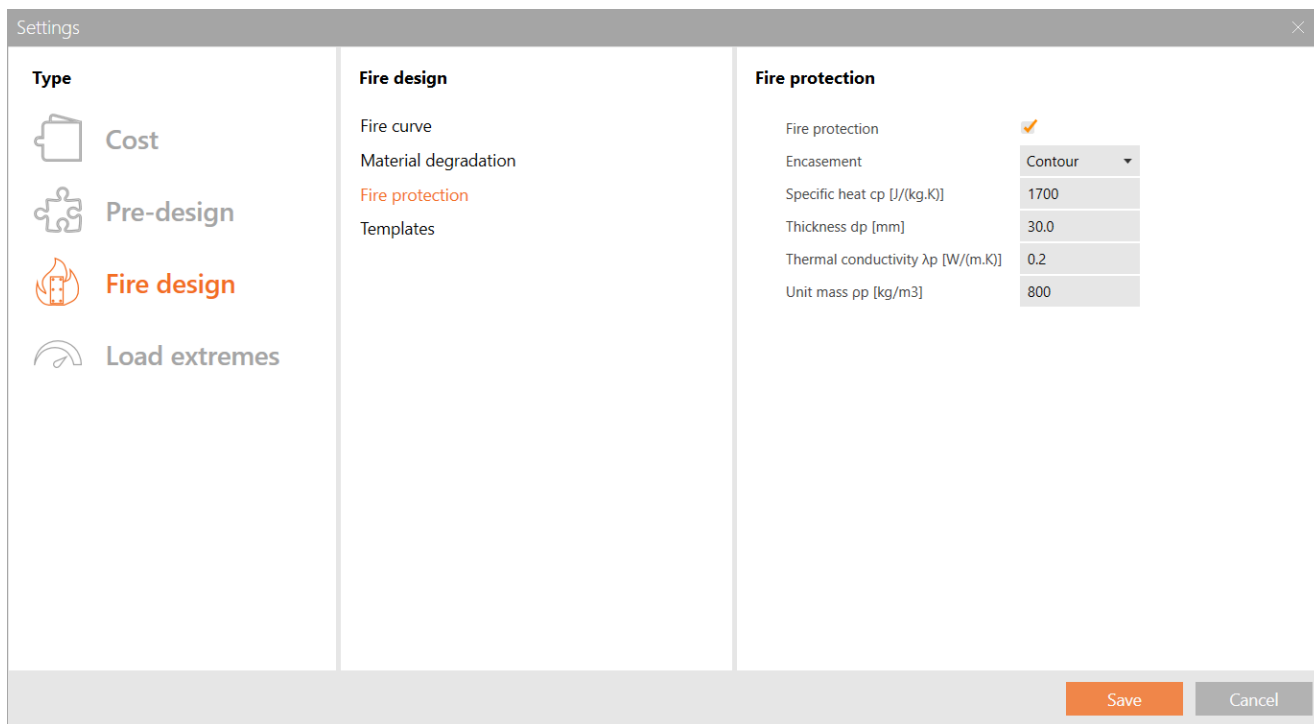 Settings
Type
Cost
Pre-design
Fire design
Load extremes
Fire design
Fire curve
Material degradation
Fire protection
Templates
Fire protection
Fire protection
Encasement Contour
Specific heat cp [J/(kg.K)] 1700
Thickness dp [mm] 30.0
Thermal conductivity λp [W/(m.K)] 0.2
Unit mass ρp [kg/m3] 800
Save Cancel